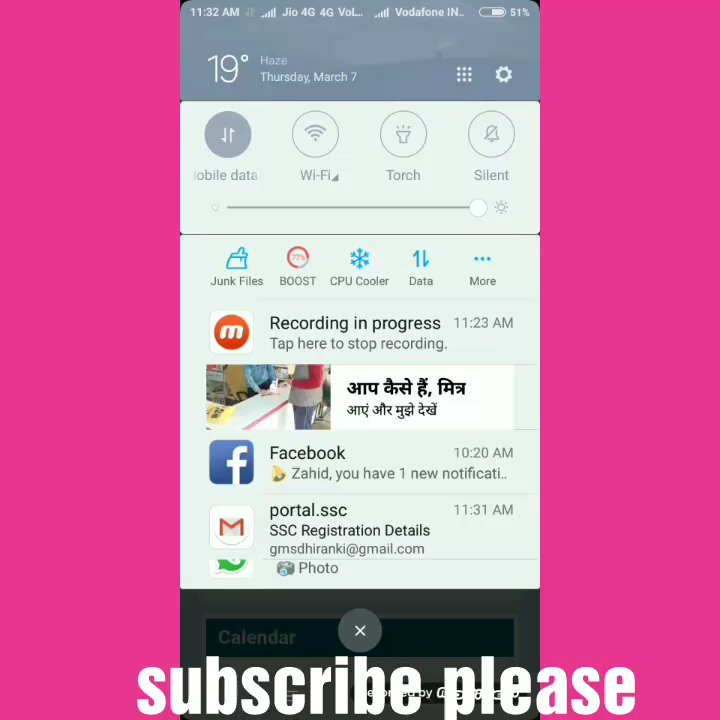 11:32 AM Jio 4G 4G VoL... Vodafone IN.. 51%
19° Haze
Thursday, March 7
obile data Wi-Fi Torch Silent
77%
Junk Files BOOST CPU Cooler Data More
Recording in progress 11:23 AM
Tap here to stop recording.
आप कैसे हैं, मित्र
आएं और मुझे देखें
Facebook 10:20 AM
Zahid, you have 1 new notificati..
portal.ssc 11:31 AM
SSC Registration Details
gmsdhiranki@gmail.com
Photo
Calendar
subscribe please
by